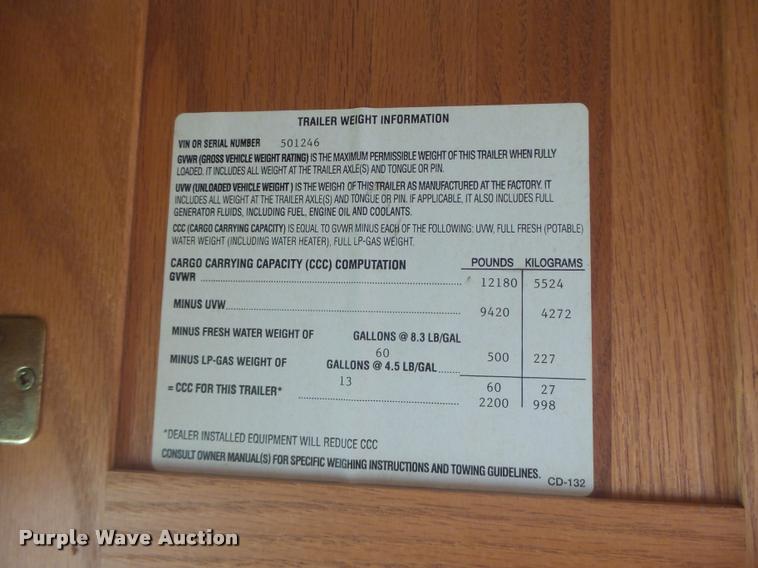 TRAILER WEIGHT INFORMATION
VIN OR SERIAL NUMBER 501246
GVWR (GROSS VEHICLE WEIGHT RATING) IS THE MAXIMUM PERMISSIBLE WEIGHT OF THIS TRAILER WHEN FULLY
LOADED. IT INCLUDES ALL WEIGHT AT THE TRAILER AXLE(S) AND TONGUE OR PIN.
UVW (UNLOADED VEHICLE WEIGHT ) IS THE WEIGHT OF THIS TRAILER AS MANUFACTURED AT THE FACTORY. IT
INCLUDES ALL WEIGHT AT THE TRAILER AXLE(S) AND TONGUE OR PIN. IF APPLICABLE, IT ALSO INCLUDES FULL
GENERATOR FLUIDS, INCLUDING FUEL, ENGINE OIL AND COOLANTS.
CCC (CARGO CARRYING CAPACITY) IS EQUAL TO GVWR MINUS EACH OF THE FOLLOWING: UVW, FULL FRESH (POTABLE)
WATER WEIGHT (INCLUDING WATER HEATER), FULL LP-GAS WEIGHT.
CARGO CARRYING CAPACITY (CCC) COMPUTATION POUNDS KILOGRAMS
GVWR 12180 5524
MINUS UVW 9420 4272
MINUS FRESH WATER WEIGHT OF GALLONS @ 8.3 LB/GAL
60 500 227
MINUS LP-GAS WEIGHT OF GALLONS @ 4.5 LB/GAL
13 60 27
= CCC FOR THIS TRAILER* 2200 998
*DEALER INSTALLED EQUIPMENT WILL REDUCE CCC
CONSULT OWNER MANUAL(S) FOR SPECIFIC WEIGHING INSTRUCTIONS AND TOWING GUIDELINES.
CD-132
Purple Wave Auction